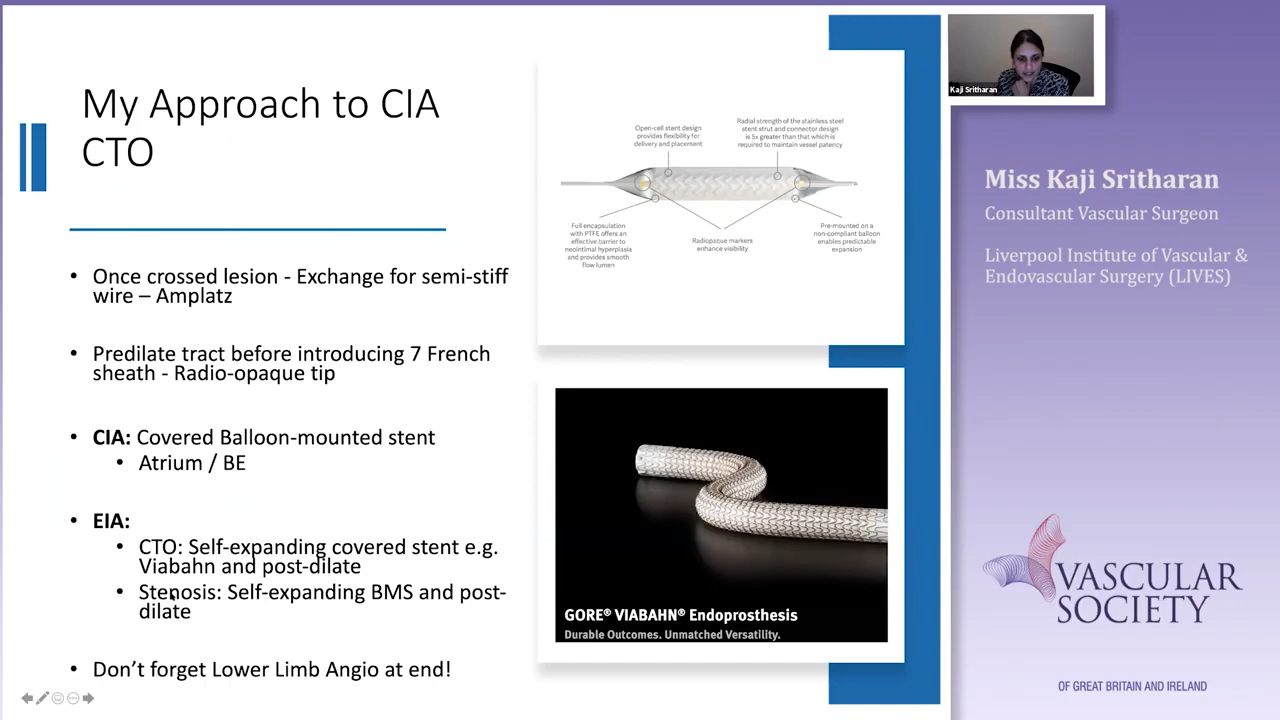 My Approach to CIA
CTO
• Once crossed lesion - Exchange for semi-stiff
wire – Amplatz
• Predilate tract before introducing 7 French
sheath - Radio-opaque tip
• CIA: Covered Balloon-mounted stent
• Atrium / BE
• EIA:
• CTO: Self-expanding covered stent e.g.
Viabahn and post-dilate
• Stenosis: Self-expanding BMS and post-
dilate
• Don’t forget Lower Limb Angio at end!
Open-cell stent design
provides flexibility for
delivery and placement
Radial strength of the stainless steel
stent strut and connector design
is 5x greater than that which is
required to maintain vessel patency
Full encapsulation
with PTFE offers an
effective barrier to
neointimal hyperplasia
and provides smooth
flow lumen
Radiopaque markers
enhance visibility
Pre-mounted on a
non-compliant balloon
enables predictable
expansion
GORE® VIABAHN® Endoprosthesis
Durable Outcomes. Unmatched Versatility.
Kaji Sritharan
Miss Kaji Sritharan
Consultant Vascular Surgeon
Liverpool Institute of Vascular &
Endovascular Surgery (LIVES)
VASCULAR
SOCIETY
OF GREAT BRITAIN AND IRELAND